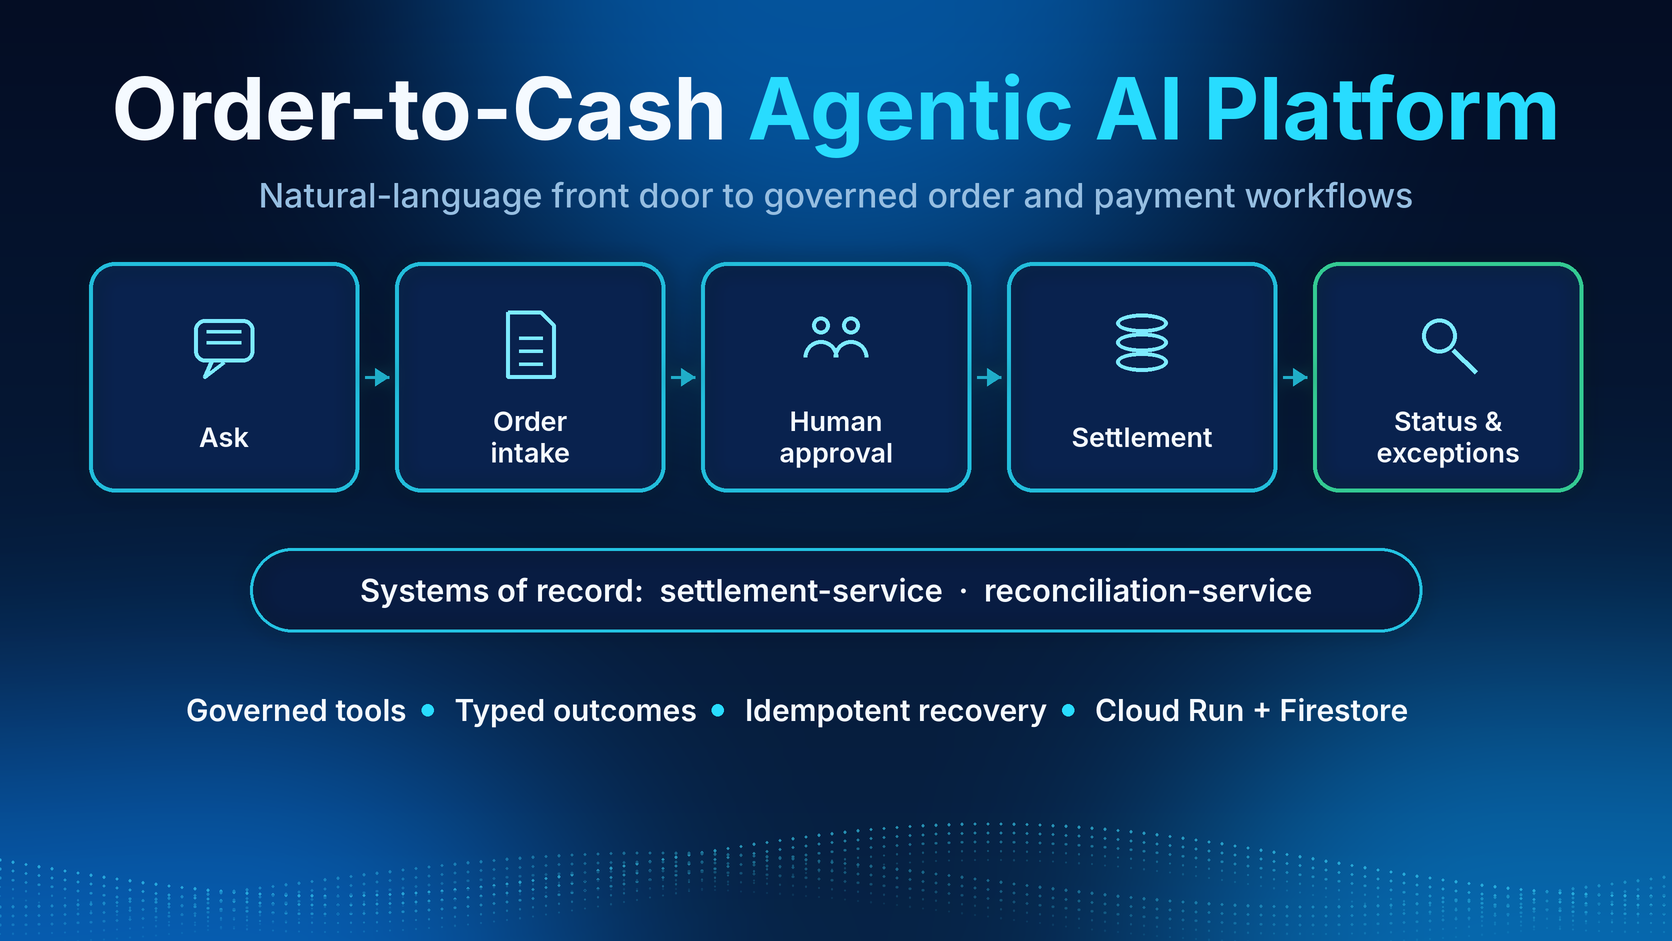 Order-to-Cash Agentic AI Platform
Natural-language front door to governed order and payment workflows
Ask
Order
intake
Human
approval
Settlement
Status &
exceptions
Systems of record: settlement-service · reconciliation-service
Governed tools • Typed outcomes • Idempotent recovery • Cloud Run + Firestore